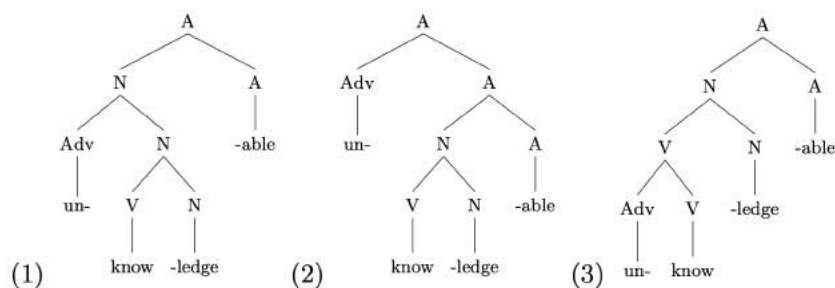 A A A
N A Adv A N A
Adv N -able un- N A V N -able
un- V N V N -able Adv V -ledge
(1) know -ledge (2) know -ledge (3) un- know